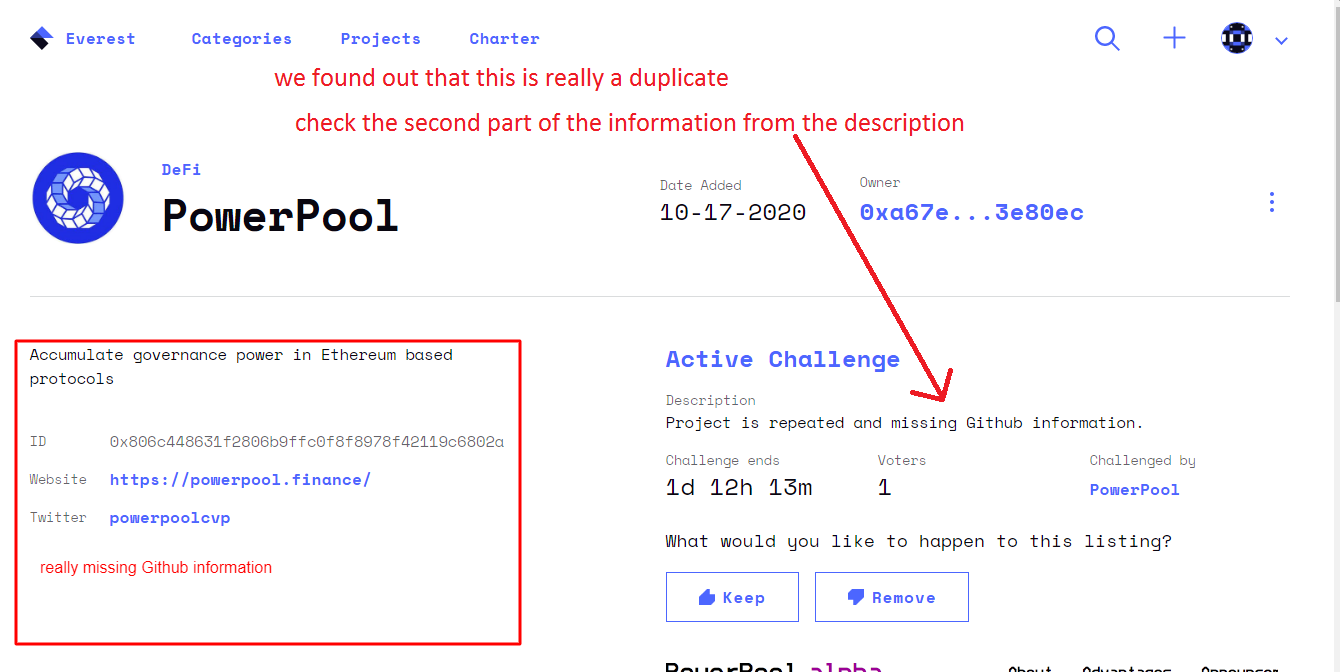 Everest Categories Projects Charter
we found out that this is really a duplicate
check the second part of the information from the description
DeFi
PowerPool
Date Added
10-17-2020
Owner
0xa67e...3e80ec
Accumulate governance power in Ethereum based
protocols
ID 0x806c448631f2806b9ffc0f8f8978f42119c6802a
Website https://powerpool.finance/
Twitter powerpoolcvp
really missing Github information
Active Challenge
Description
Project is repeated and missing Github information.
Challenge ends Voters Challenged by
1d 12h 13m 1 PowerPool
What would you like to happen to this listing?
Keep Remove
PowerPool alpha About Advantages